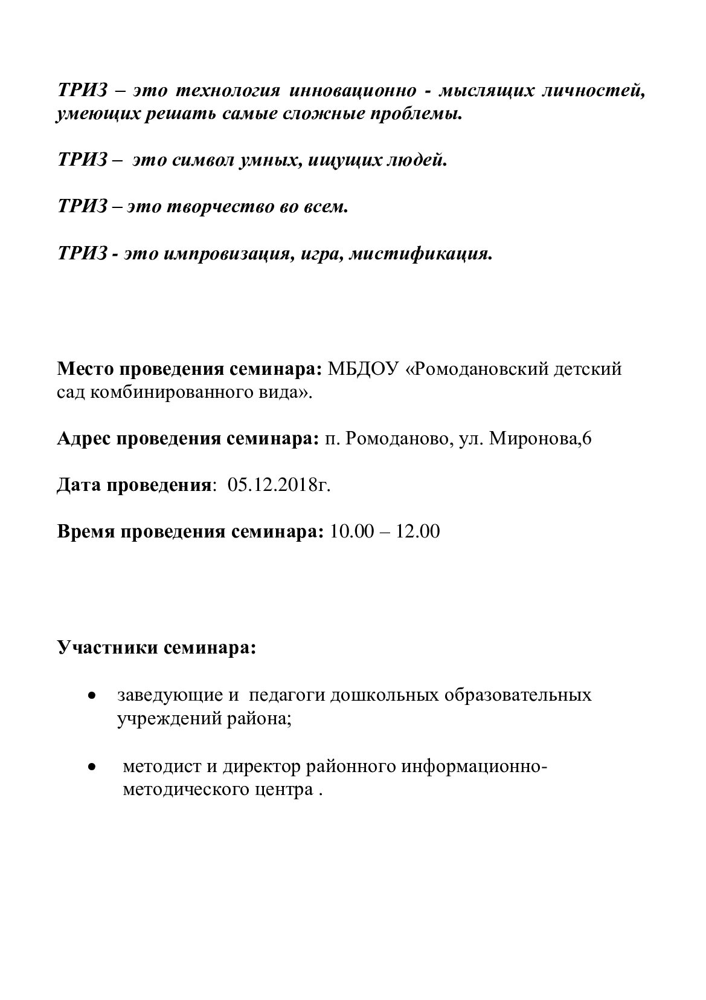 ТРИЗ – это технология инновационно - мыслящих личностей,
умеющих решать самые сложные проблемы.
ТРИЗ –  это символ умных, ищущих людей.
ТРИЗ – это творчество во всем.
ТРИЗ - это импровизация, игра, мистификация.
Место проведения семинара: МБДОУ «Ромодановский детский
сад комбинированного вида».
Адрес проведения семинара: п. Ромоданово, ул. Миронова,6
Дата проведения:  05.12.2018г.
Время проведения семинара: 10.00 – 12.00
Участники семинара:
• заведующие и  педагоги дошкольных образовательных
учреждений района;
• методист и директор районного информационно-
методического центра .